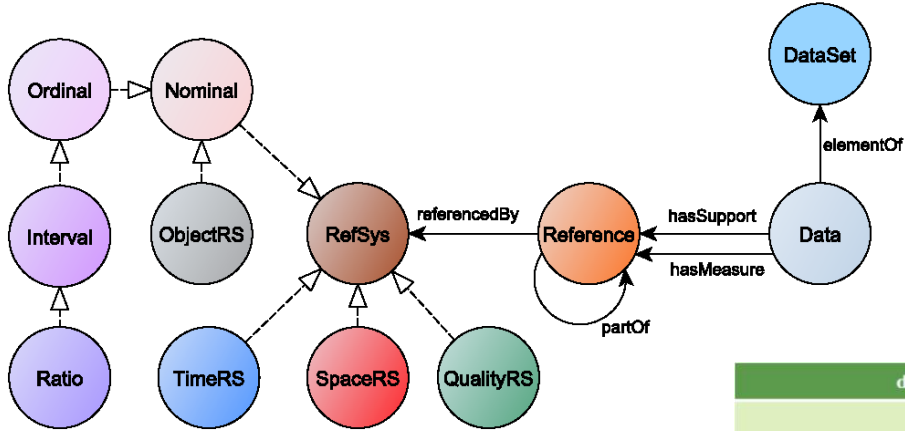 DataSet
Ordinal
Nominal
elementOf
Interval
ObjectRS
RefSys
referencedBy
Reference
hasSupport
Data
hasMeasure
partOf
Ratio
TimeRS
SpaceRS
QualityRS
d